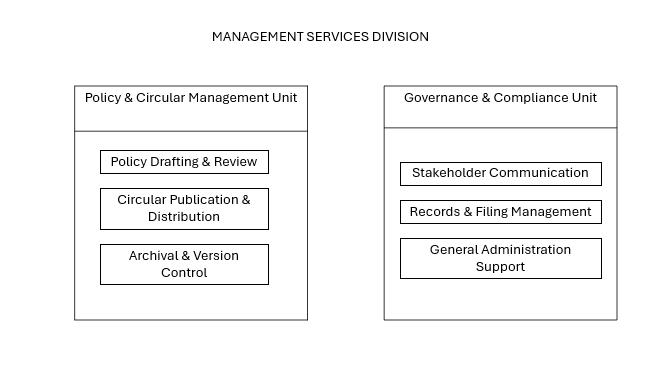 MANAGEMENT SERVICES DIVISION
Policy & Circular Management Unit
Policy Drafting & Review
Circular Publication &
Distribution
Archival & Version
Control
Governance & Compliance Unit
Stakeholder Communication
Records & Filing Management
General Administration
Support